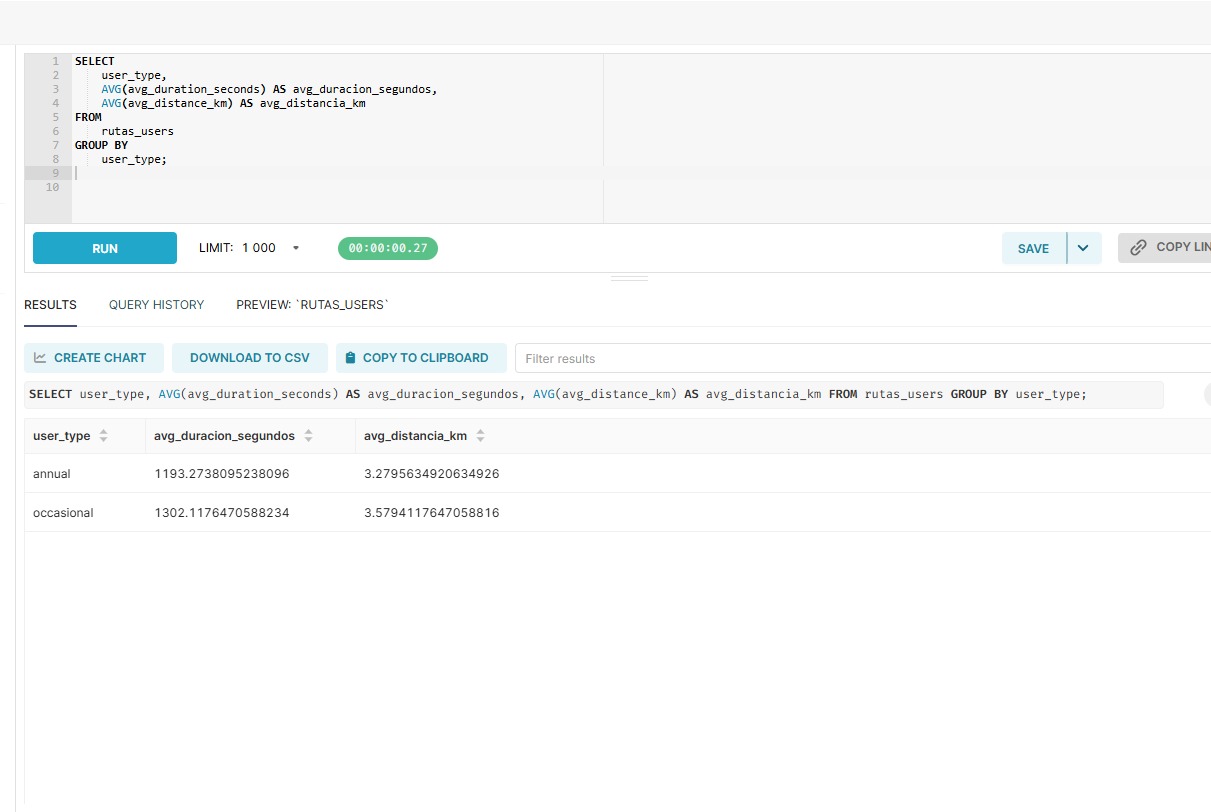 1 SELECT
2 user_type,
3 AVG(avg_duration_seconds) AS avg_duracion_segundos,
4 AVG(avg_distance_km) AS avg_distancia_km
5 FROM
6 rutas_users
7 GROUP BY
8 user_type;
9
10
RUN LIMIT: 1 000 00:00:00.27 SAVE COPY LIN
RESULTS QUERY HISTORY PREVIEW: `RUTAS_USERS`
CREATE CHART DOWNLOAD TO CSV COPY TO CLIPBOARD Filter results
SELECT user_type, AVG(avg_duration_seconds) AS avg_duracion_segundos, AVG(avg_distance_km) AS avg_distancia_km FROM rutas_users GROUP BY user_type;
user_type avg_duracion_segundos avg_distancia_km
annual 1193.2738095238096 3.2795634920634926
occasional 1302.1176470588234 3.5794117647058816